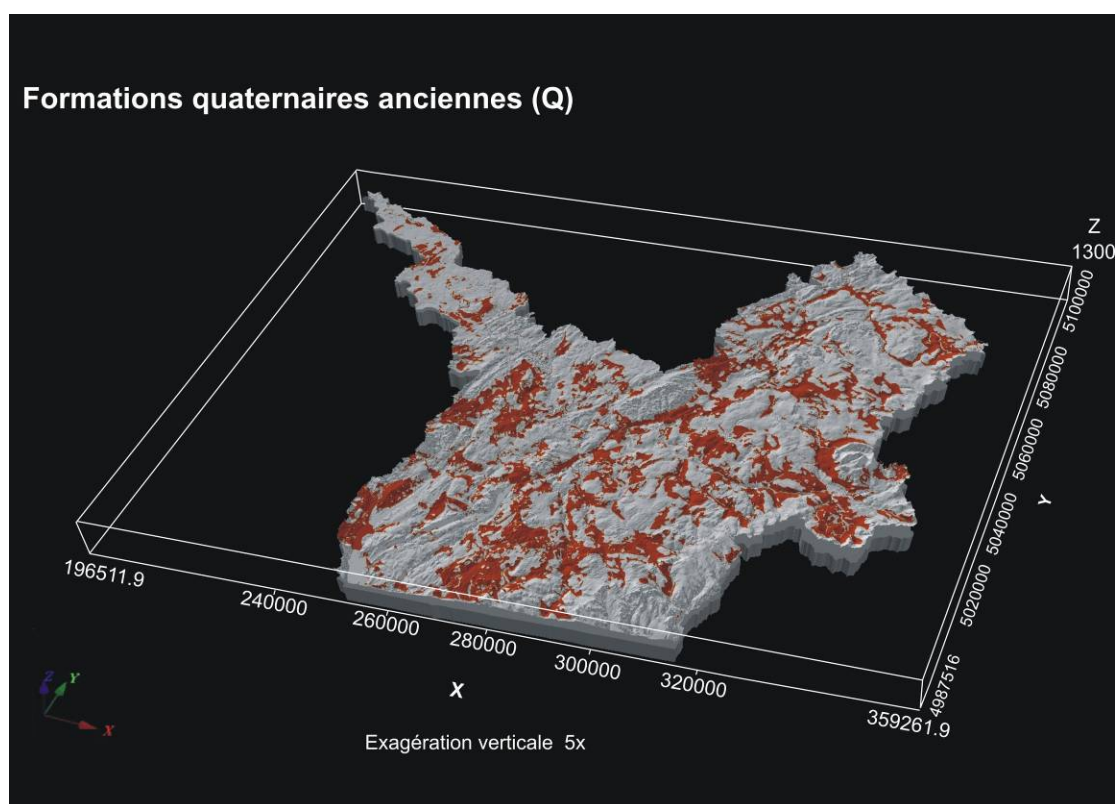 Formations quaternaires anciennes (Q)
Z
1300
5100000
5080000
5060000
5040000
Y
5020000
4987516
196511.9
240000
260000
280000
300000
320000
359261.9
X
Z
Y
X
Exagération verticale 5x